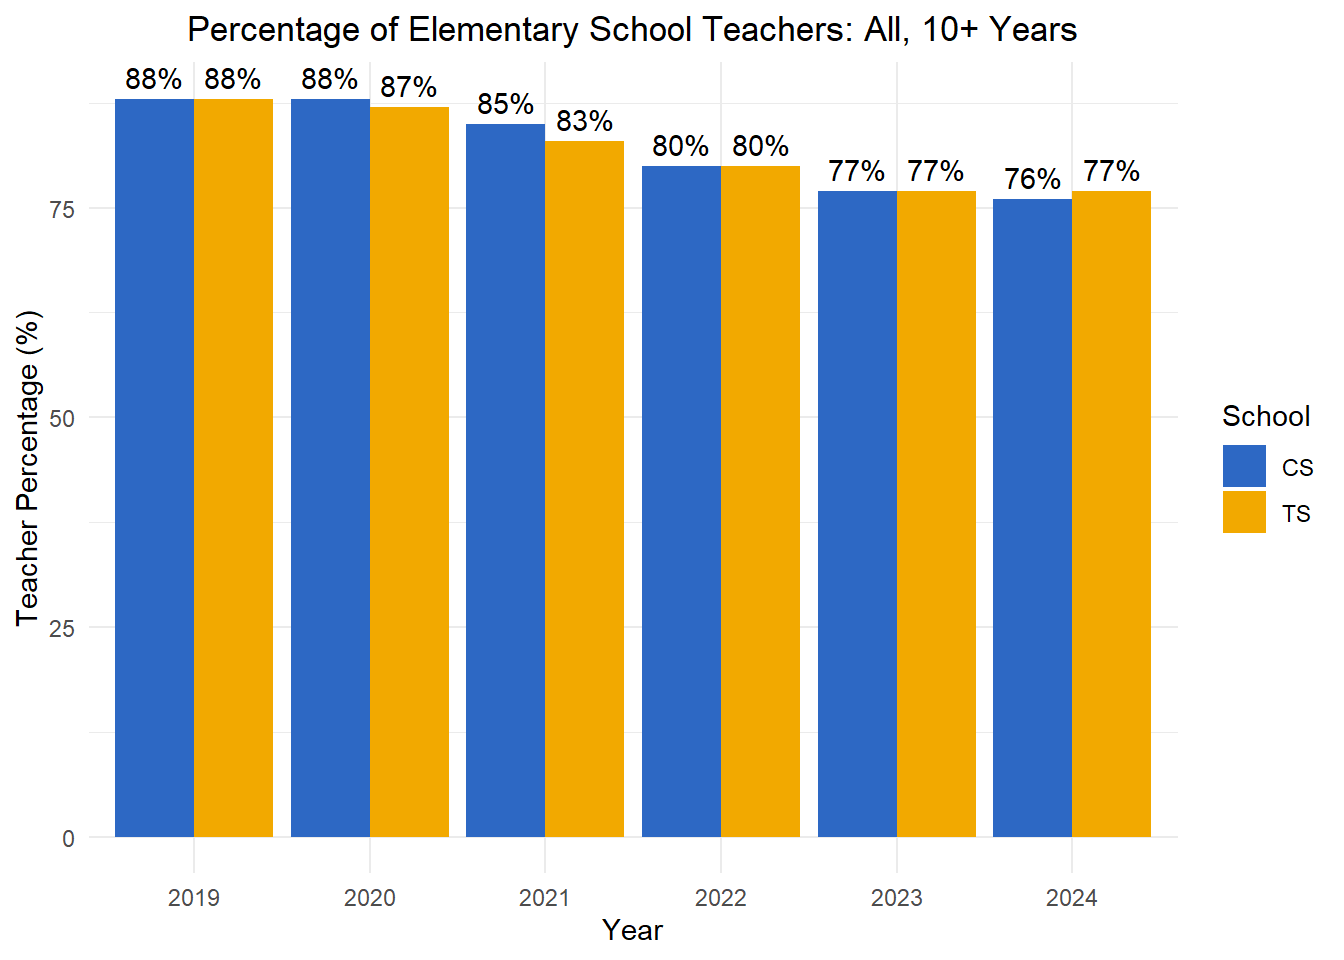 Percentage of Elementary School Teachers: All, 10+ Years
88% 88% 88% 87% 85% 83% 80% 80% 77% 77% 76% 77%
Teacher Percentage (%)
75
50
25
0
2019 2020 2021 2022 2023 2024
Year
School
CS
TS